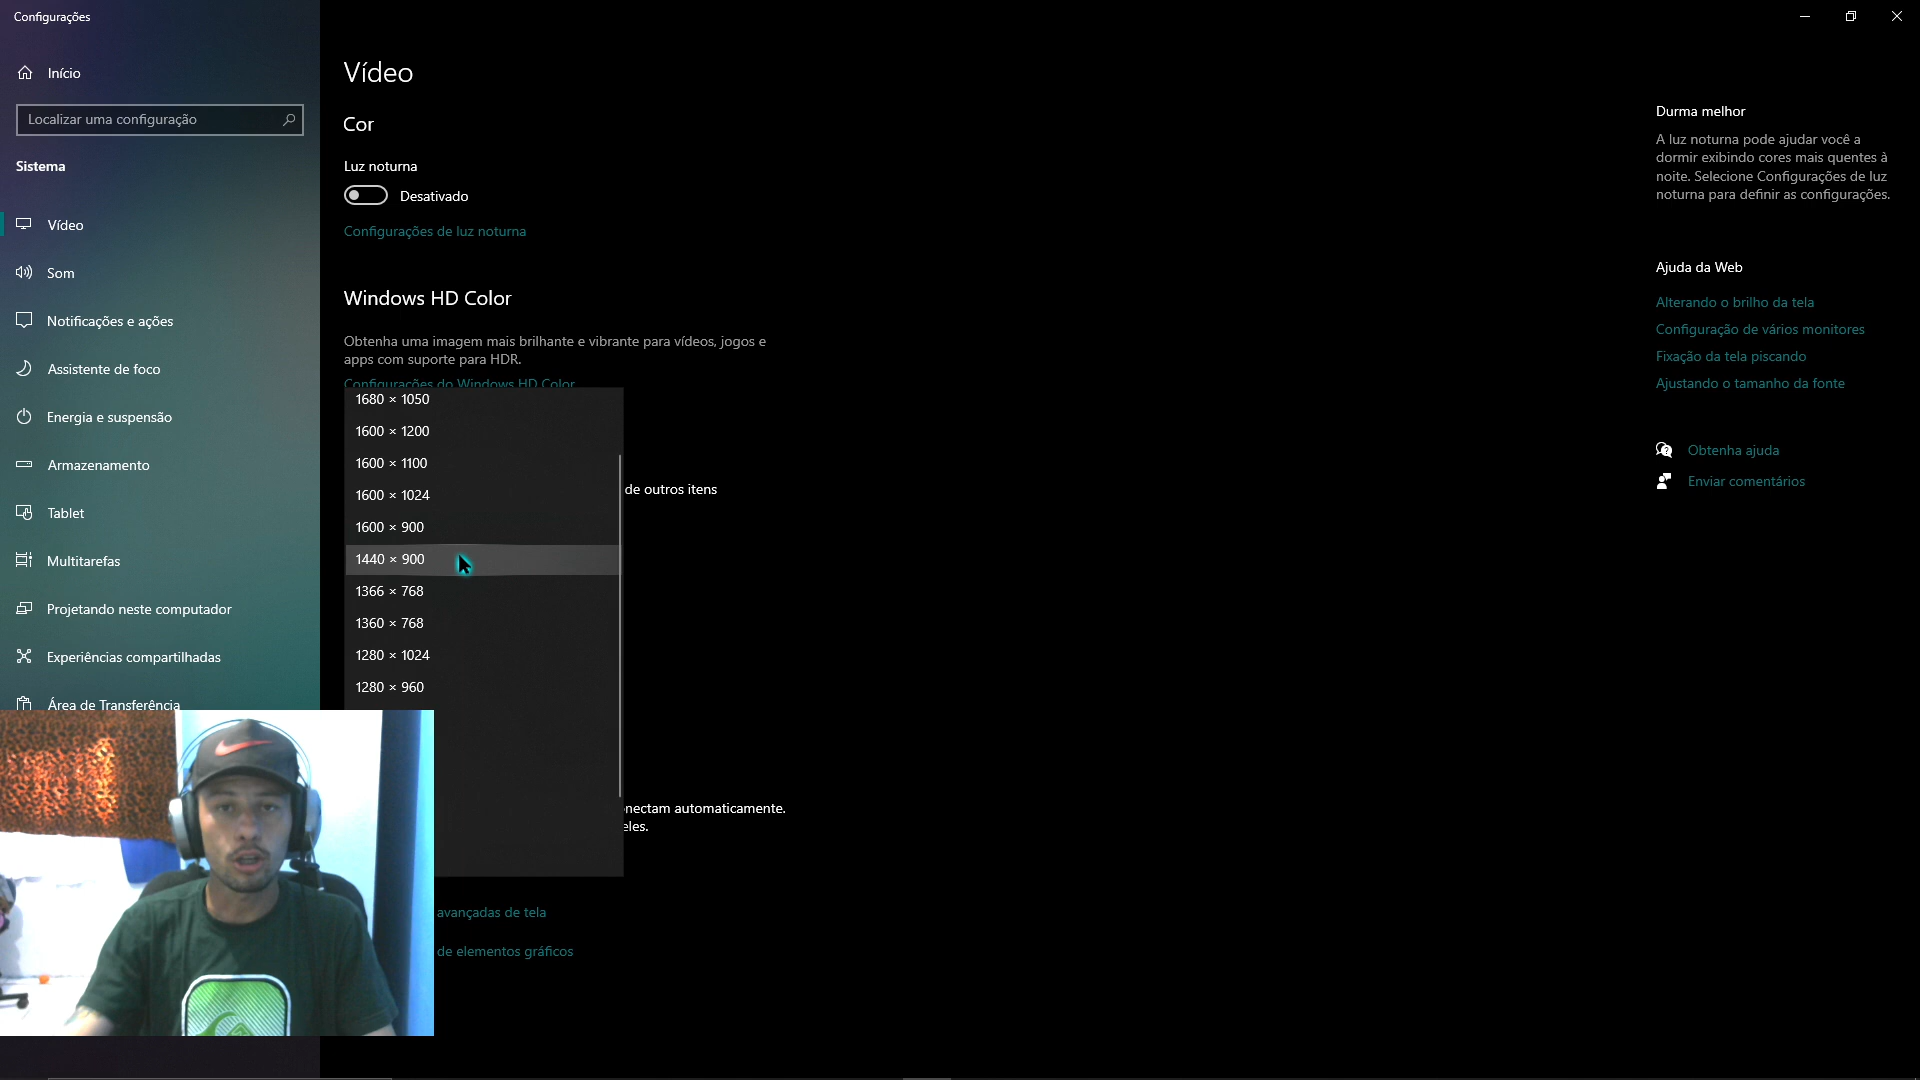 Configurações
Início
Localizar uma configuração
Sistema
Vídeo
Som
Notificações e ações
Assistente de foco
Energia e suspensão
Armazenamento
Tablet
Multitarefas
Projetando neste computador
Experiências compartilhadas
Área de Transferência
Vídeo
Cor
Luz noturna
Desativado
Configurações de luz noturna
Windows HD Color
Obtenha uma imagem mais brilhante e vibrante para vídeos, jogos e
apps com suporte para HDR.
Configurações do Windows HD Color
1680 × 1050
1600 × 1200
1600 × 1100
1600 × 1024
de outros itens
1600 × 900
1440 × 900
1366 × 768
1360 × 768
1280 × 1024
1280 × 960
onectam automaticamente.
eles.
avançadas de tela
de elementos gráficos
Durma melhor
A luz noturna pode ajudar você a
dormir exibindo cores mais quentes à
noite. Selecione Configurações de luz
noturna para definir as configurações.
Ajuda da Web
Alterando o brilho da tela
Configuração de vários monitores
Fixação da tela piscando
Ajustando o tamanho da fonte
Obtenha ajuda
Enviar comentários